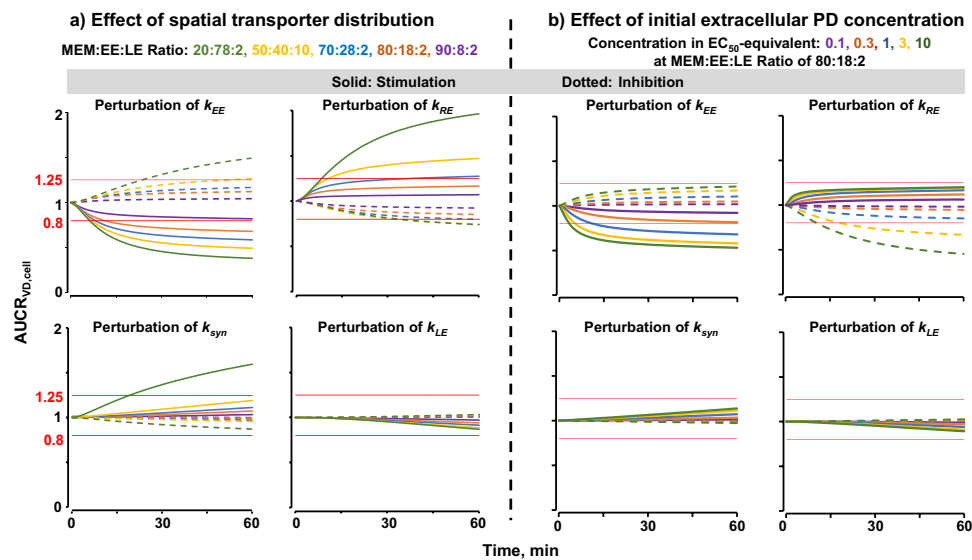 a) Effect of spatial transporter distribution
MEM:EE:LE Ratio: 20:78:2, 50:40:10, 70:28:2, 80:18:2, 90:8:2
b) Effect of initial extracellular PD concentration
Concentration in EC50-equivalent: 0.1, 0.3, 1, 3, 10
at MEM:EE:LE Ratio of 80:18:2
Solid: Stimulation
Dotted: Inhibition
Perturbation of kEE
Perturbation of kRE
Perturbation of kEE
Perturbation of kRE
2
1.25
1
0.8
0
AUCRVD,cell
Perturbation of ksyn
Perturbation of kLE
Perturbation of ksyn
Perturbation of kLE
2
1.25
1
0.8
0
0 30 60
0 30 60
0 30 60
0 30 60
Time, min